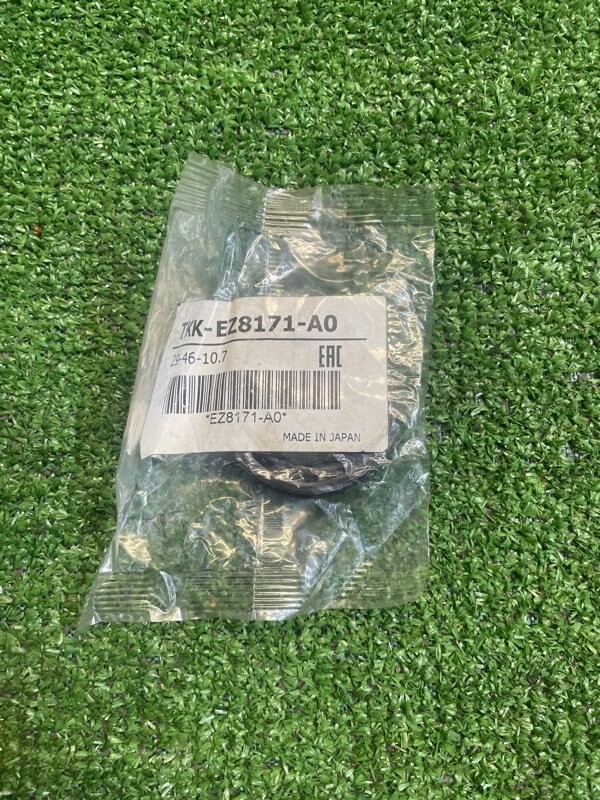 TKK-EZ8171-A0
29-46-10.7
EAC
*EZ8171-A0*
MADE IN JAPAN